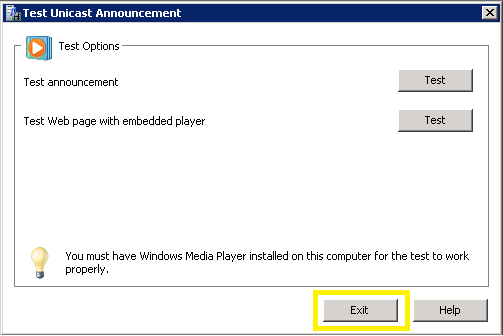 Test Unicast Announcement
Test Options
Test announcement
Test
Test Web page with embedded player
Test
You must have Windows Media Player installed on this computer for the test to work
properly.
Exit
Help